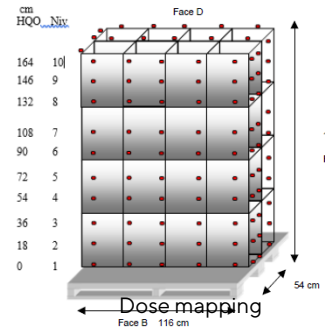 Face D
cm
HQO Niv
164 10
146 9
132 8
108 7
90 6
72 5
54 4
36 3
18 2
0 1
54 cm
Dose mapping
Face B 116 cm